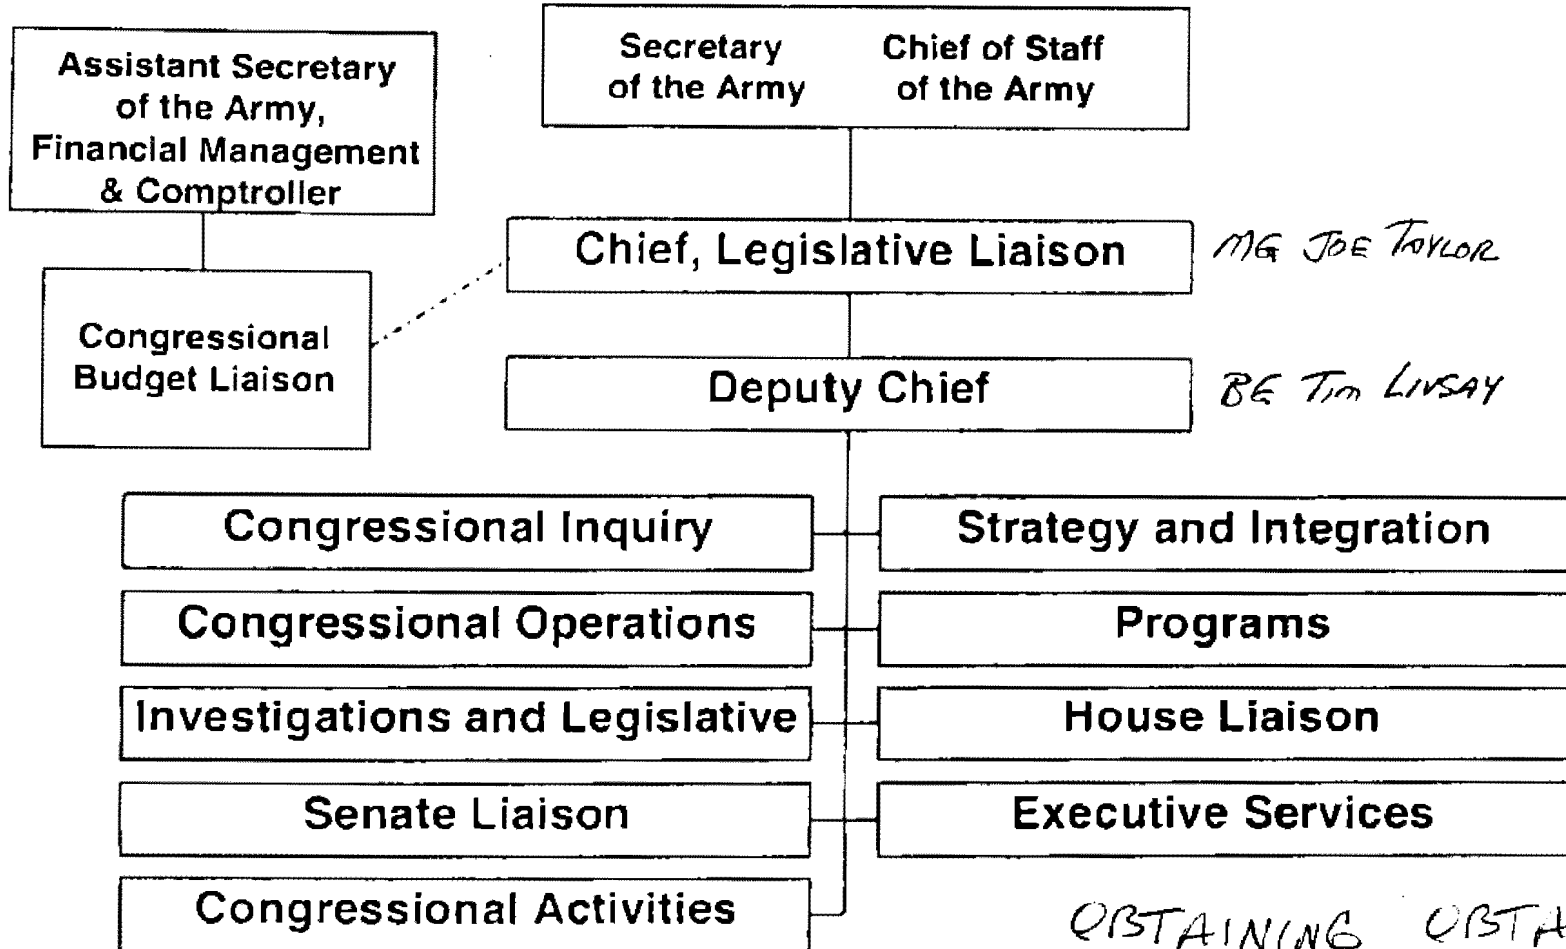 Assistant Secretary
of the Army,
Financial Management
& Comptroller
Secretary
of the Army
Chief of Staff
of the Army
Chief, Legislative Liaison
MG JOE TAYLOR
Congressional
Budget Liaison
Deputy Chief
BG Tim LIVSAY
Congressional Inquiry
Strategy and Integration
Congressional Operations
Programs
Investigations and Legislative
House Liaison
Senate Liaison
Executive Services
Congressional Activities
OBTAINING OBTA